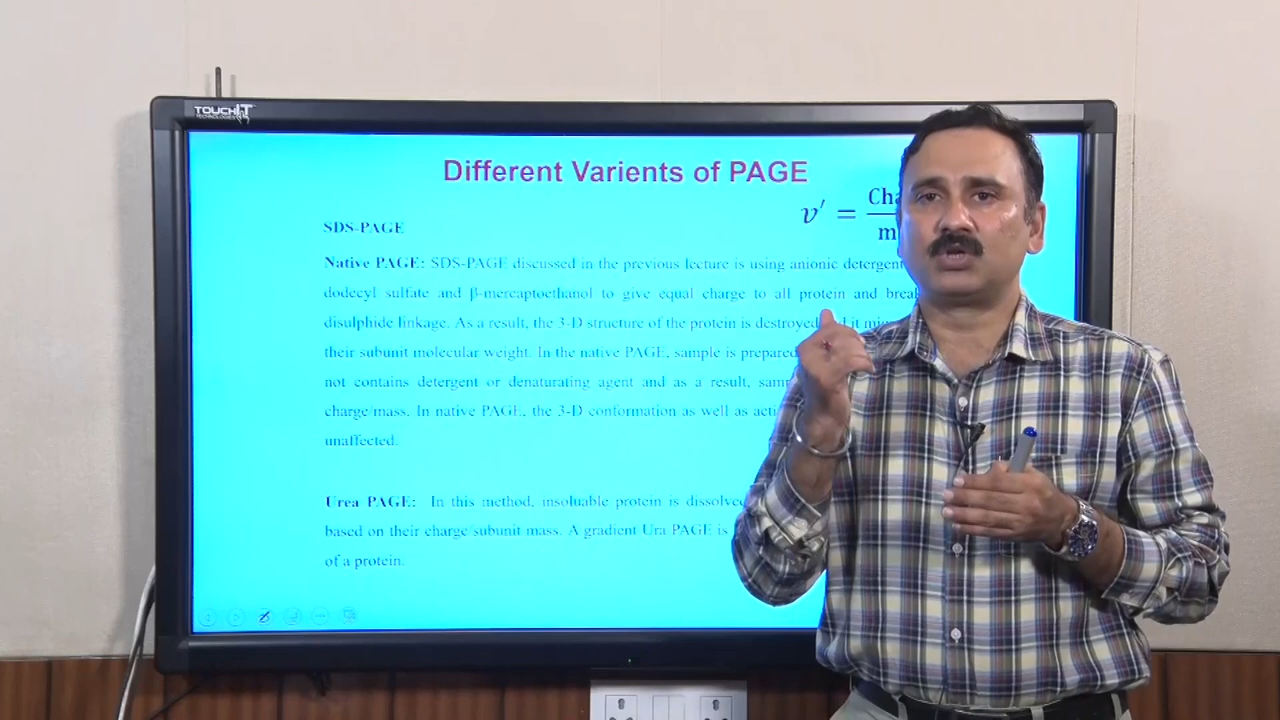 TOUCHIT
TECHNOLOGIES
Different Varients of PAGE
v′ = Cha
m
SDS-PAGE
Native PAGE: SDS-PAGE discussed in the previous lecture is using anionic detergent
dodecyl sulfate and β-mercaptoethanol to give equal charge to all protein and break
disulphide linkage. As a result, the 3-D structure of the protein is destroyed
their subunit molecular weight. In the native PAGE, sample is prepared
not contains detergent or denaturating agent and as a result,
charge/mass. In native PAGE, the 3-D conformation as well as
unaffected.
Urea PAGE: In this method, insoluable protein is dissolved
based on their charge/subunit mass. A gradient Ura PAGE is
of a protein.